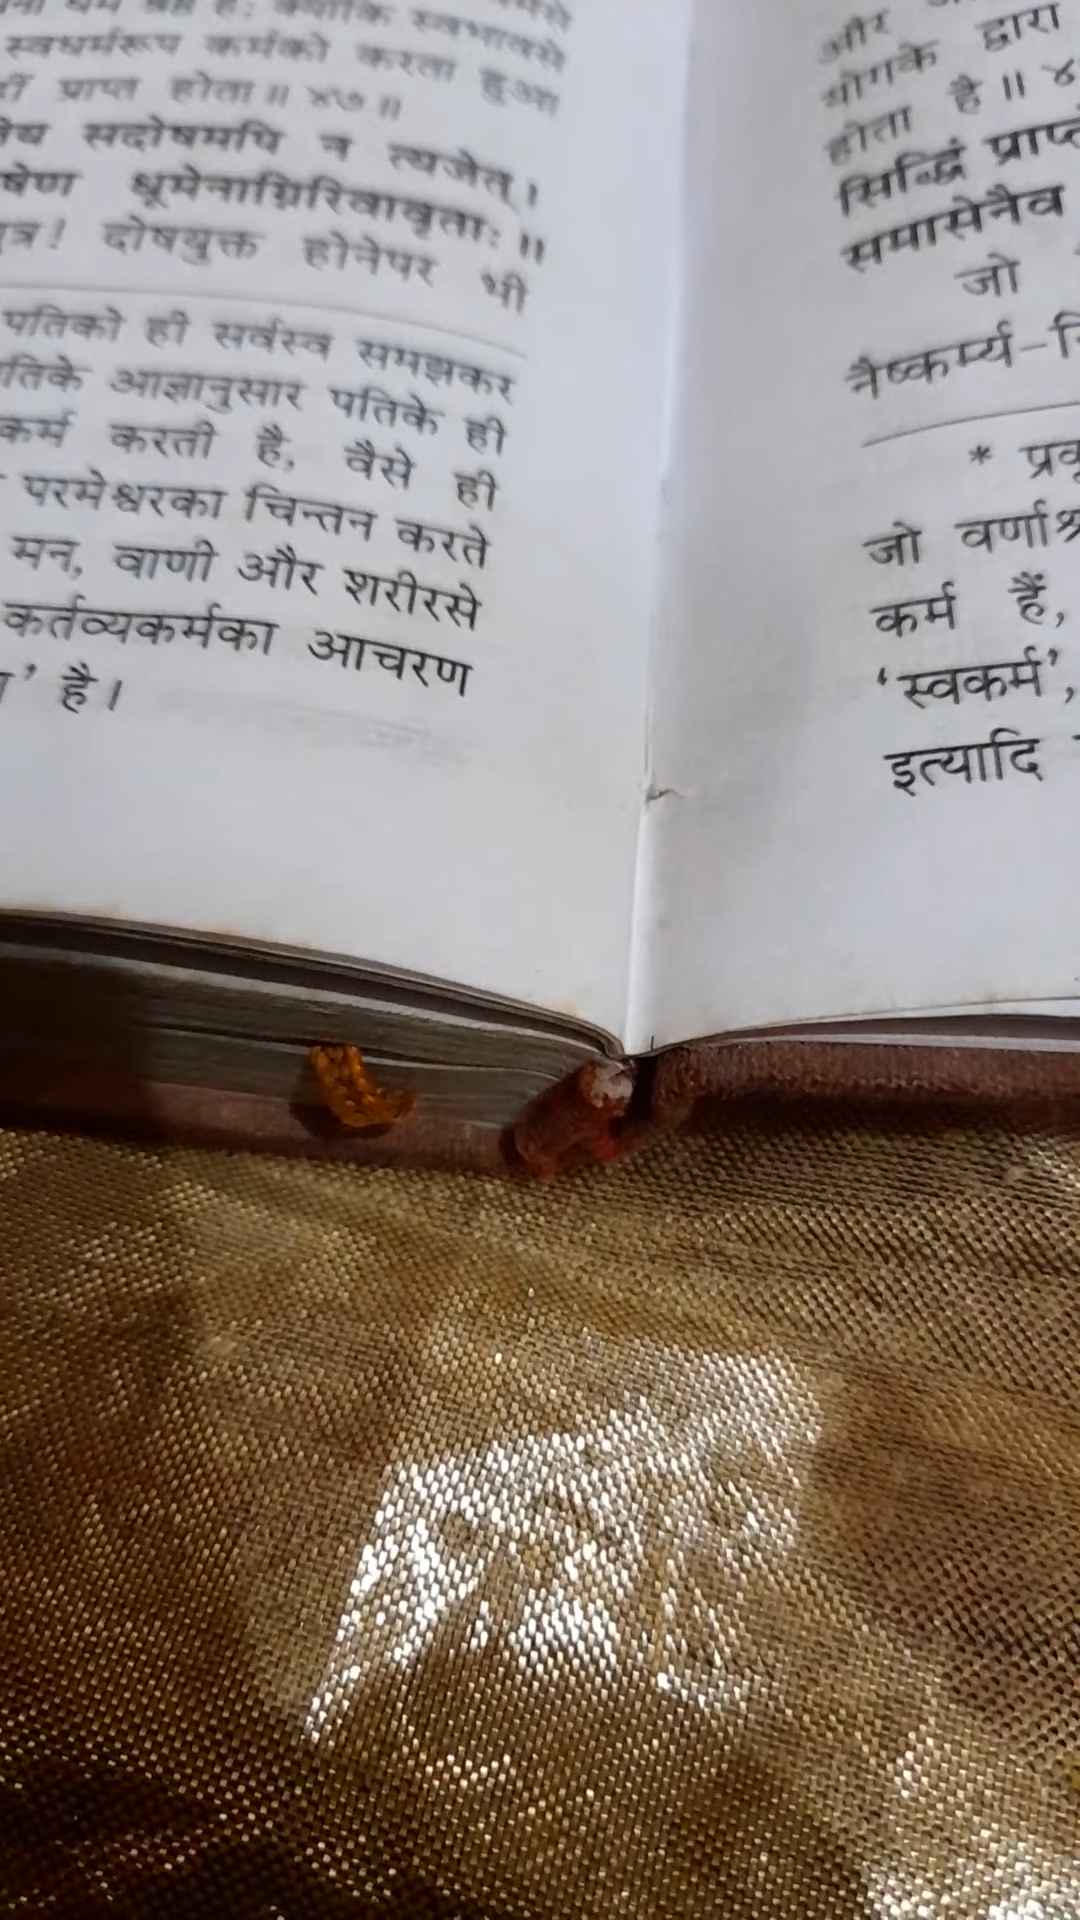 स्वधर्मरूप कर्मको करता हुआ
प्राप्त होता॥ ४७॥
सदोषमपि न त्यजेत्।
धूमेनाग्निरिवावृताः॥
दोषयुक्त होनेपर भी
पतिको ही सर्वस्व समझकर
आज्ञानुसार पतिके ही
कर्म करती है, वैसे ही
परमेश्वरका चिन्तन करते
मन, वाणी और शरीरसे
कर्तव्यकर्मका आचरण
' है।
और
योगके द्वारा
होता है॥
सिद्धिं
समासेनैव
जो
नैष्कर्म्य-
*
जो
कर्म हैं,
'स्वकर्म',
इत्यादि